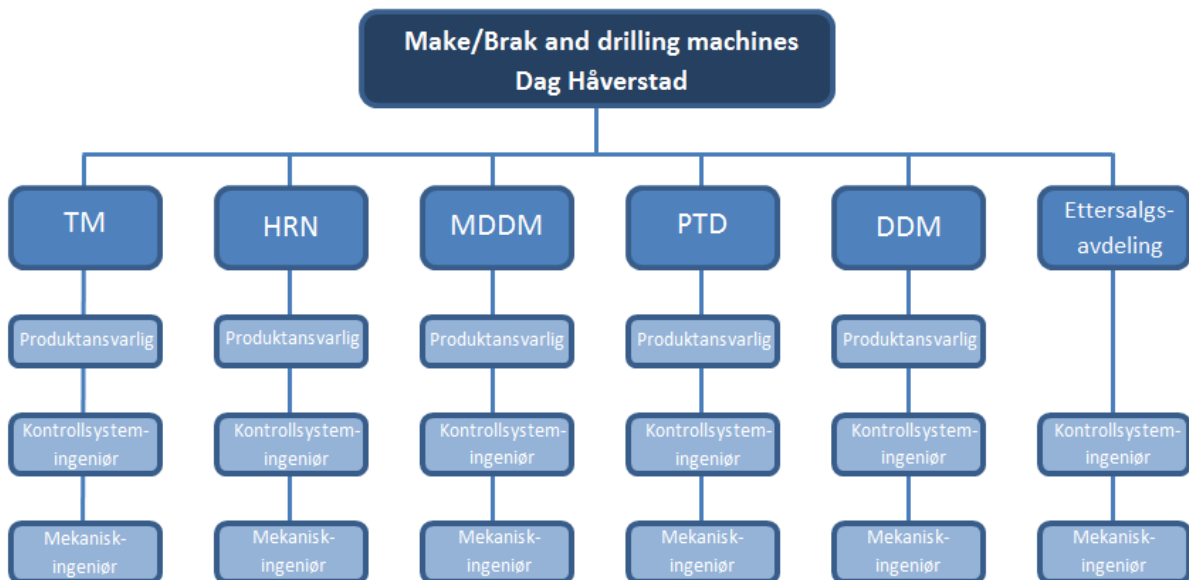 Make/Brak and drilling machines
Dag Håverstad
TM
HRN
MDDM
PTD
DDM
Ettersalgs-
avdeling
Produktansvarlig
Produktansvarlig
Produktansvarlig
Produktansvarlig
Produktansvarlig
Kontrollsystem-
ingeniør
Kontrollsystem-
ingeniør
Kontrollsystem-
ingeniør
Kontrollsystem-
ingeniør
Kontrollsystem-
ingeniør
Kontrollsystem-
ingeniør
Mekanisk-
ingeniør
Mekanisk-
ingeniør
Mekanisk-
ingeniør
Mekanisk-
ingeniør
Mekanisk-
ingeniør
Mekanisk-
ingeniør